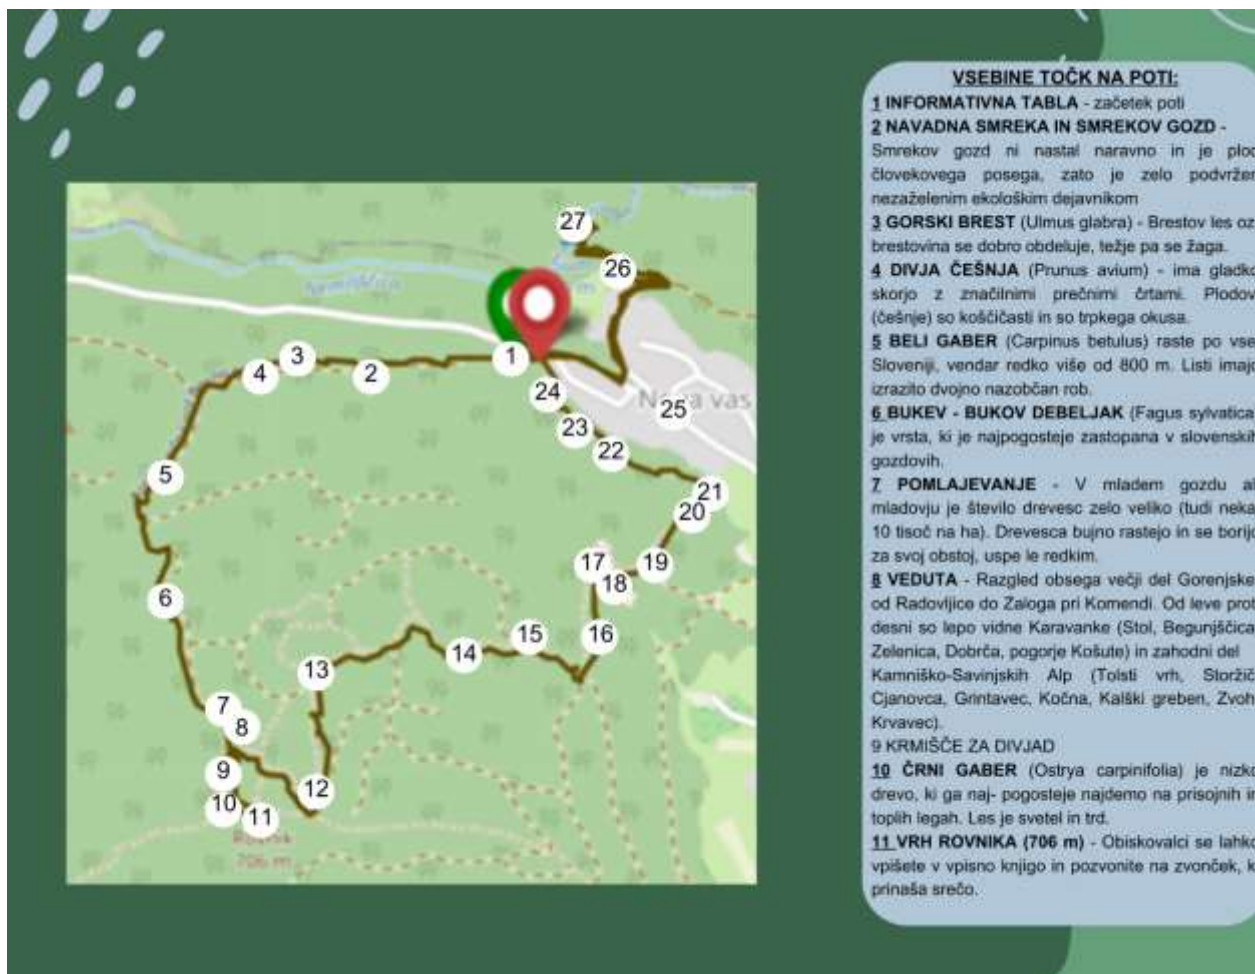 VSEBINE TOČK NA POTI:
1 INFORMATIVNA TABLA - začetek poti
2 NAVADNA SMREKA IN SMREKOV GOZD -
Smrekov gozd ni nastal naravno in je plod
človekovega posega, zato je zelo podvržen
nezaželenim ekološkim dejavnikom
3 GORSKI BREST (Ulmus glabra) - Brestov les oz.
brestovina se dobro obdeluje, težje pa se žaga.
4 DIVJA ČEŠNJA (Prunus avium) - ima gladko
skorjo z značilnimi prečnimi črtami. Plodovi
(češnje) so koščičasti in so trpkega okusa.
5 BELI GABER (Carpinus betulus) raste po vsej
Sloveniji, vendar redko više od 800 m. Listi imajo
izrazito dvojno nazobčan rob.
6 BUKEV - BUKOV DEBELJAK (Fagus sylvatica)
je vrsta, ki je najpogosteje zastopana v slovenskih
gozdovih.
7 POMLAJEVANJE - V mladem gozdu al
mladovju je število drevesc zelo veliko (tudi neka
10 tisoč na ha). Drevesca bujno rastejo in se borijo
za svoj obstoj, uspe le redkim.
8 VEDUTA - Razgled obsega večji del Gorenjske
od Radovljice do Zaloga pri Komendi. Od leve prot
desni so lepo vidne Karavanke (Stol, Begunjščica,
Zelenica, Dobrča, pogorje Košute) in zahodni del
Kamniško-Savinjskih Alp (Tolsti vrh, Storžič,
Cjanovca, Grintavec, Kočna, Kalški greben, Zvoh,
Krvavec).
9 KRMIŠČE ZA DIVJAD
10 ČRNI GABER (Ostrya carpinifolia) je nizko
drevo, ki ga naj- pogosteje najdemo na prisojnih in
toplih legah. Les je svetel in trd.
11 VRH ROVNIKA (706 m) - Obiskovalci se lahko
vpišete v vpisno knjigo in pozvonite na zvonček, k
prinaša srečo.
27
26
1
3
4
2
24
25
23
22
5
21
20
17
19
18
6
16
15
14
13
7
8
9
12
10
11
706 m